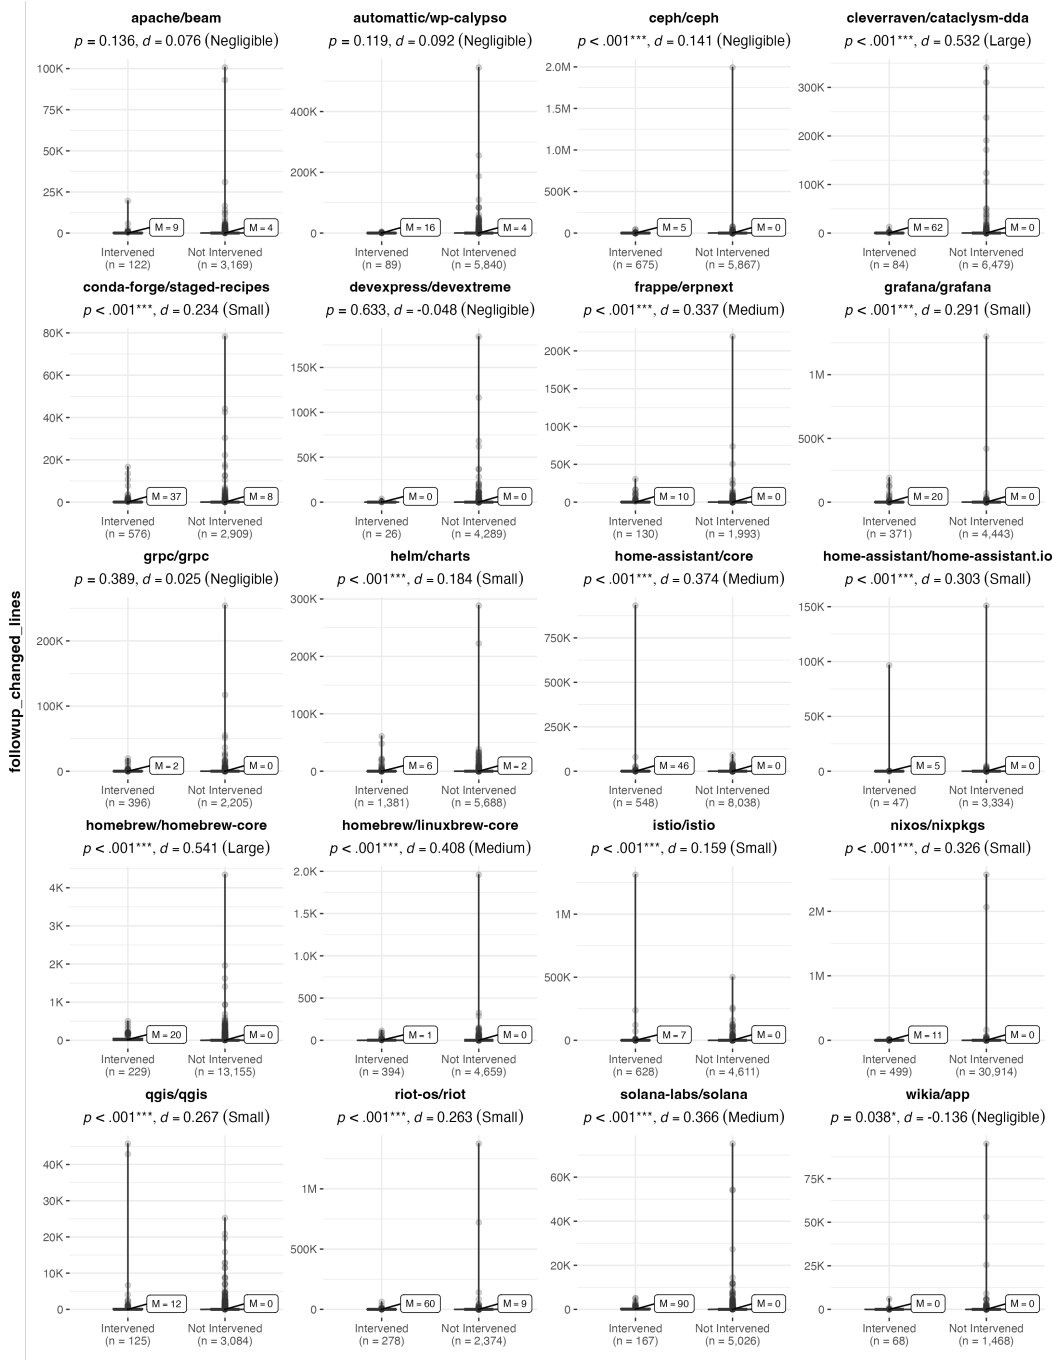 followup_changed_lines
apache/beam
p = 0.136, d = 0.076 (Negligible)
100K
75K
50K
25K
0
M = 9
M = 4
Intervened
(n = 122)
Not Intervened
(n = 3,169)
automattic/wp-calypso
p = 0.119, d = 0.092 (Negligible)
400K
200K
0
M = 16
M = 4
Intervened
(n = 89)
Not Intervened
(n = 5,840)
ceph/ceph
p < .001***, d = 0.141 (Negligible)
2.0M
1.5M
1.0M
500K
0
M = 5
M = 0
Intervened
(n = 675)
Not Intervened
(n = 5,867)
cleverraven/cataclysm-dda
p < .001***, d = 0.532 (Large)
300K
200K
100K
0
M = 62
M = 0
Intervened
(n = 84)
Not Intervened
(n = 6,479)
conda-forge/staged-recipes
p < .001***, d = 0.234 (Small)
80K
60K
40K
20K
0
M = 37
M = 8
Intervened
(n = 576)
Not Intervened
(n = 2,909)
devexpress/devextreme
p = 0.633, d = -0.048 (Negligible)
150K
100K
50K
0
M = 0
M = 0
Intervened
(n = 26)
Not Intervened
(n = 4,289)
frappe/erpnext
p < .001***, d = 0.337 (Medium)
200K
150K
100K
50K
0
M = 10
M = 0
Intervened
(n = 130)
Not Intervened
(n = 1,993)
grafana/grafana
p < .001***, d = 0.291 (Small)
1M
500K
0
M = 20
M = 0
Intervened
(n = 371)
Not Intervened
(n = 4,443)
grpc/grpc
p = 0.389, d = 0.025 (Negligible)
200K
100K
0
M = 2
M = 0
Intervened
(n = 396)
Not Intervened
(n = 2,205)
helm/charts
p < .001***, d = 0.184 (Small)
300K
200K
100K
0
M = 6
M = 2
Intervened
(n = 1,381)
Not Intervened
(n = 5,688)
home-assistant/core
p < .001***, d = 0.374 (Medium)
750K
500K
250K
0
M = 46
M = 0
Intervened
(n = 548)
Not Intervened
(n = 8,038)
home-assistant/home-assistant.io
p < .001***, d = 0.303 (Small)
150K
100K
50K
0
M = 5
M = 0
Intervened
(n = 47)
Not Intervened
(n = 3,334)
homebrew/homebrew-core
p < .001***, d = 0.541 (Large)
4K
3K
2K
1K
0
M = 20
M = 0
Intervened
(n = 229)
Not Intervened
(n = 13,155)
homebrew/linuxbrew-core
p < .001***, d = 0.408 (Medium)
2.0M
1.5M
1.0M
500K
0
M = 1
M = 0
Intervened
(n = 394)
Not Intervened
(n = 4,659)
istio/istio
p < .001***, d = 0.159 (Small)
1M
500K
0
M = 7
M = 0
Intervened
(n = 628)
Not Intervened
(n = 4,611)
nixos/nixpkgs
p < .001***, d = 0.326 (Small)
2M
1M
0
M = 11
M = 0
Intervened
(n = 499)
Not Intervened
(n = 30,914)
qgis/qgis
p < .001***, d = 0.267 (Small)
40K
30K
20K
10K
0
M = 12
M = 0
Intervened
(n = 125)
Not Intervened
(n = 3,084)
riot-os/riot
p < .001***, d = 0.263 (Small)
1M
500K
0
M = 60
M = 9
Intervened
(n = 278)
Not Intervened
(n = 2,374)
solana-labs/solana
p < .001***, d = 0.366 (Medium)
60K
40K
20K
0
M = 90
M = 0
Intervened
(n = 167)
Not Intervened
(n = 5,026)
wikia/app
p = 0.038*, d = -0.136 (Negligible)
75K
50K
25K
0
M = 0
M = 0
Intervened
(n = 68)
Not Intervened
(n = 1,468)